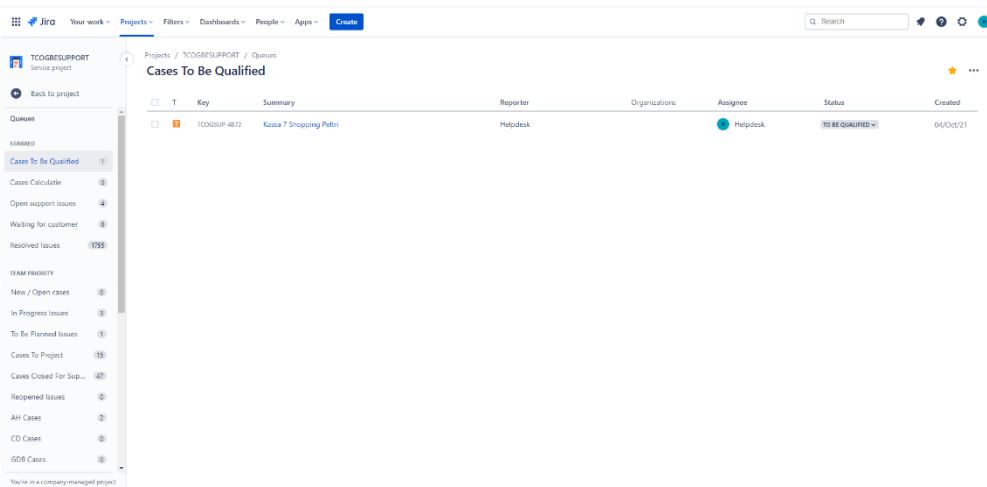 Jira Your work Projects Filters Dashboards People Apps Create Search
TCOGBESUPPORT
Service project
Back to project
Queues
STARRED
Cases To Be Qualified 1
Cases Calculatie 0
Open support issues 4
Waiting for customer 6
Resolved Issues 1785
TEAM PRIORITY
New / Open cases 0
In Progress Issues 3
To Be Planned Issues 1
Cases To Project 15
Cases Closed For Sup... 47
Reopened Issues 0
AH Cases 2
CD Cases 0
GDB Cases 0
You're in a company-managed project
Projects / TCOGBESUPPORT / Queues
Cases To Be Qualified
T Key Summary Reporter Organizations Assignee Status Created
TCOGSUP-4872 Kassa 7 Shopping Peltri Helpdesk Helpdesk TO BE QUALIFIED 04/Oct/21